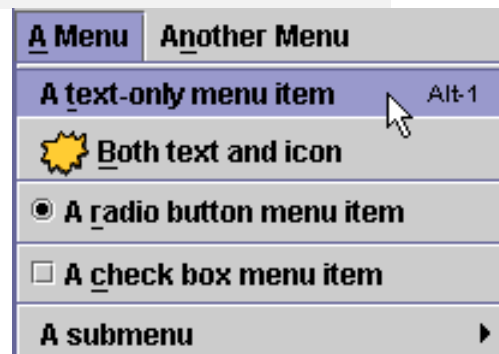 A Menu Another Menu
A text-only menu item Alt-1
Both text and icon
A radio button menu item
A check box menu item
A submenu